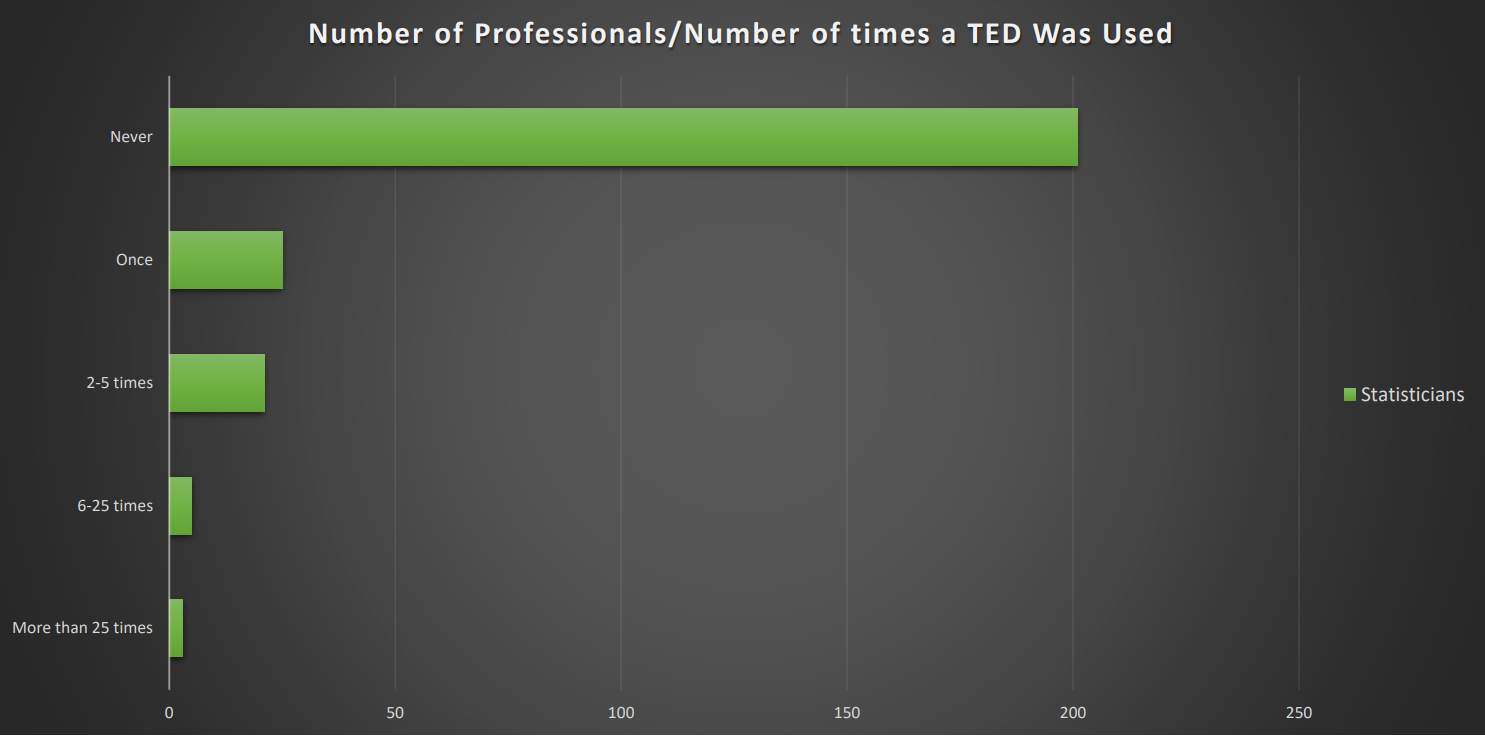 Number of Professionals/Number of times a TED Was Used
Never
Once
2-5 times
6-25 times
More than 25 times
Statisticians
0 50 100 150 200 250